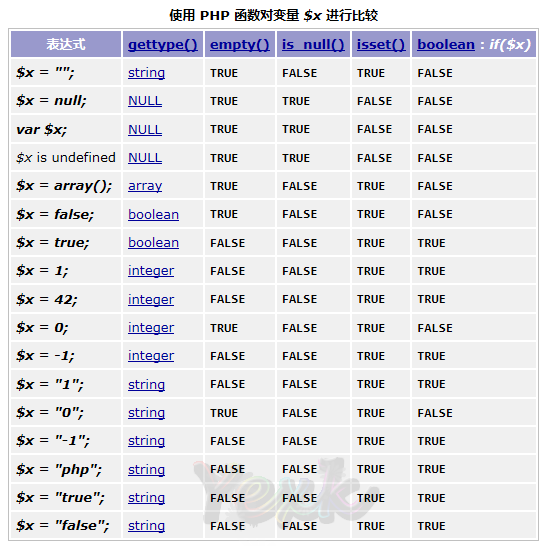 使用 PHP 函数对变量 $x 进行比较
表达式 gettype() empty() is_null() isset() boolean : if($x)
$x = ""; string TRUE FALSE TRUE FALSE
$x = null; NULL TRUE TRUE FALSE FALSE
var $x; NULL TRUE TRUE FALSE FALSE
$x is undefined NULL TRUE TRUE FALSE FALSE
$x = array(); array TRUE FALSE TRUE FALSE
$x = false; boolean TRUE FALSE TRUE FALSE
$x = true; boolean FALSE FALSE TRUE TRUE
$x = 1; integer FALSE FALSE TRUE TRUE
$x = 42; integer FALSE FALSE TRUE TRUE
$x = 0; integer TRUE FALSE TRUE FALSE
$x = -1; integer FALSE FALSE TRUE TRUE
$x = "1"; string FALSE FALSE TRUE TRUE
$x = "0"; string TRUE FALSE TRUE FALSE
$x = "-1"; string FALSE FALSE TRUE TRUE
$x = "php"; string FALSE FALSE TRUE TRUE
$x = "true"; string FALSE FALSE TRUE TRUE
$x = "false"; string FALSE FALSE TRUE TRUE